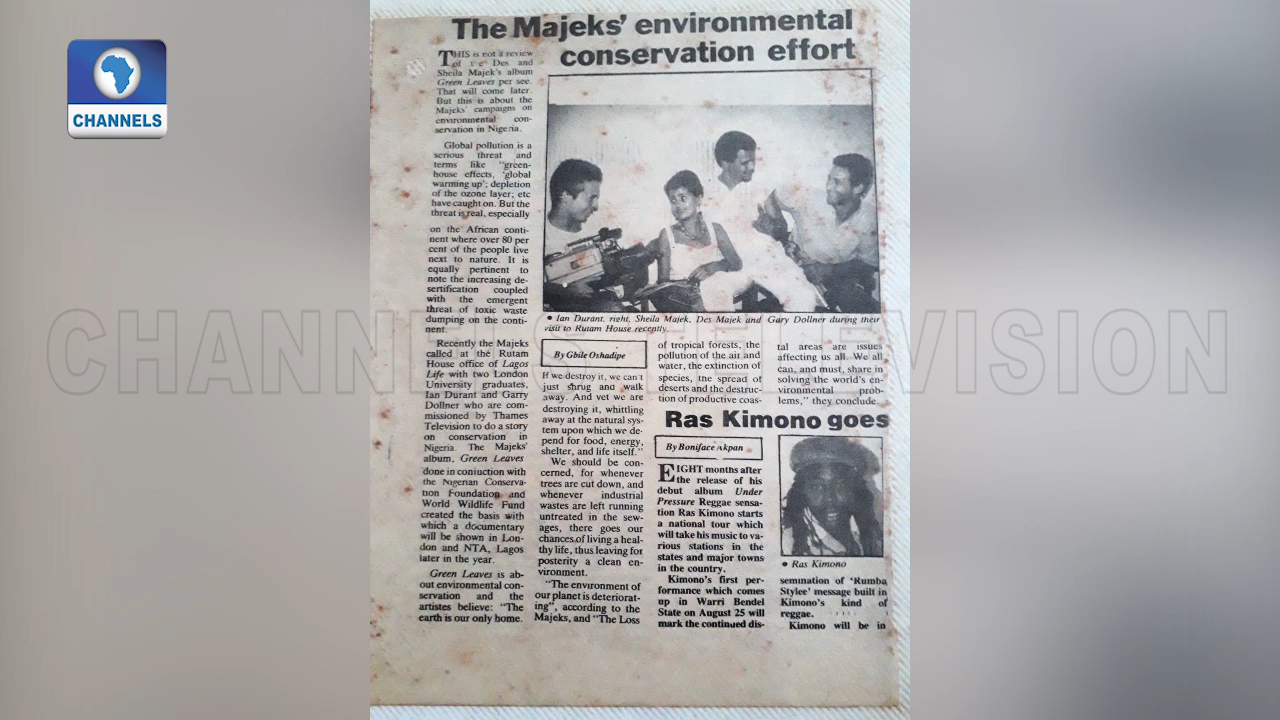 CHANNELS
CHANNELS TELEVISION
The Majeks' environmental
conservation effort
THIS is not a review
of the Des and
Sheila Majek's album
Green Leaves per see.
That will come later.
But this is about the
Majeks' campaigns on
environmental con-
servation in Nigeria.
Global pollution is a
serious threat and
terms like "green-
house effects, 'global
warming up'; depletion
of the ozone layer; etc
have caught on. But the
threat is real, especially
on the African conti-
nent where over 80 per
cent of the people live
next to nature. It is
equally pertinent to
note the increasing de-
sertification coupled
with the emergent
threat of toxic waste
dumping on the conti-
nent.
Recently the Majeks
called at the Rutam
House office of Lagos
Life with two London
University graduates,
Ian Durant and Garry
Dollner who are com-
missioned by Thames
Television to do a story
on conservation in
Nigeria. The Majeks'
album, Green Leaves
done in conjuction with
the Nigerian Conserva-
tion Foundation and
World Wildlife Fund
created the basis with
which a documentary
will be shown in Lon-
don and NTA, Lagos
later in the year.
Green Leaves is ab-
out environmental con-
servation and the
artistes believe: "The
earth is our only home.
• Ian Durant, right, Sheila Majek, Des Majek and Gary Dollner during their
visit to Rutam House recently.
By Gbile Oshadipe
If we destroy it, we can't
just shrug and walk
away. And yet we are
destroying it, whittling
away at the natural sys-
tem upon which we de-
pend for food, energy,
shelter, and life itself."
We should be con-
cerned, for whenever
trees are cut down, and
whenever industrial
wastes are left running
untreated in the sew-
ages, there goes our
chances of living a heal-
thy life, thus leaving for
posterity a clean en-
vironment.
"The environment of
our planet is deteriorat-
ing", according to the
Majeks, and "The Loss
of tropical forests, the
pollution of the air and
water, the extinction of
species, the spread of
deserts and the destruc-
tion of productive coas-
tal areas are issues
affecting us all. We all
can, and must, share in
solving the world's en-
vironmental prob-
lems," they conclude.
Ras Kimono goes
By Boniface Akpan
EIGHT months after
the release of his
debut album Under
Pressure Reggae sensa-
tion Ras Kimono starts
a national tour which
will take his music to va-
rious stations in the
states and major towns
in the country.
Kimono's first per-
formance which comes
up in Warri Bendel
State on August 25 will
mark the continued dis-
• Ras Kimono
semination of 'Rumba
Stylee' message built in
Kimono's kind of
reggae.
Kimono will be in